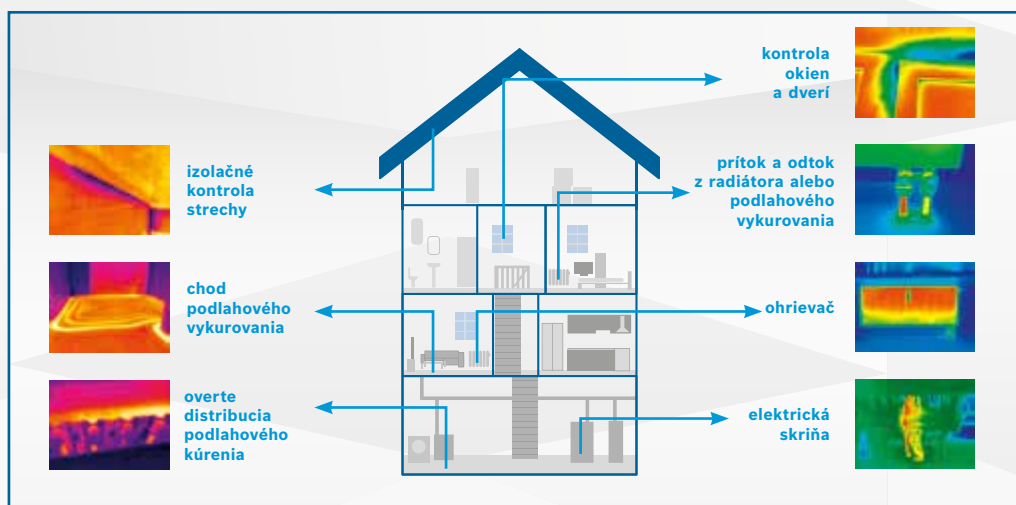 izolačné
kontrola
strechy
chod
podlahového
vykurovania
overte
distribucia
podlahového
kúrenia
kontrola
okien
a dverí
prítok a odtok
z radiátora alebo
podlahového
vykurovania
ohrievač
elektrická
skriňa